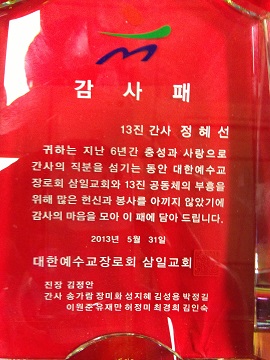 감사패
13진 간사 정혜선
귀하는 지난 6년간 충성과 사랑으로
간사의 직분을 섬기는 동안 대한예수교
장로회 삼일교회와 13진 공동체의 부흥을
위해 많은 헌신과 봉사를 아끼지 않았기에
감사의 마음을 모아 이 패에 담아 드립니다.
2013년 5월 31일
대한예수교장로회 삼일교회
진장 김정안
간사 송가람 장미화 성지혜 김성용 박정길
이원준 유재만 허정미 최경희 김인숙